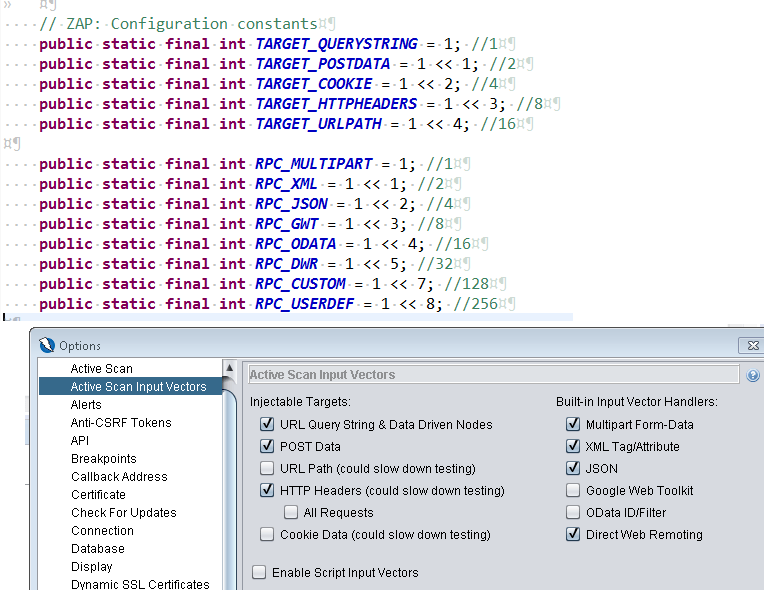 // ZAP: Configuration constants
public static final int TARGET_QUERYSTRING = 1; //1
public static final int TARGET_POSTDATA = 1 << 1; //2
public static final int TARGET_COOKIE = 1 << 2; //4
public static final int TARGET_HTTPHEADERS = 1 << 3; //8
public static final int TARGET_URLPATH = 1 << 4; //16
public static final int RPC_MULTIPART = 1; //1
public static final int RPC_XML = 1 << 1; //2
public static final int RPC_JSON = 1 << 2; //4
public static final int RPC_GWT = 1 << 3; //8
public static final int RPC_ODATA = 1 << 4; //16
public static final int RPC_DWR = 1 << 5; //32
public static final int RPC_CUSTOM = 1 << 7; //128
public static final int RPC_USERDEF = 1 << 8; //256
Options
Active Scan
Active Scan Input Vectors
Alerts
Anti-CSRF Tokens
API
Breakpoints
Callback Address
Certificate
Check For Updates
Connection
Database
Display
Dynamic SSL Certificates
Active Scan Input Vectors
Injectable Targets:
URL Query String & Data Driven Nodes
POST Data
URL Path (could slow down testing)
HTTP Headers (could slow down testing)
All Requests
Cookie Data (could slow down testing)
Enable Script Input Vectors
Built-in Input Vector Handlers:
Multipart Form-Data
XML Tag/Attribute
JSON
Google Web Toolkit
OData ID/Filter
Direct Web Remoting